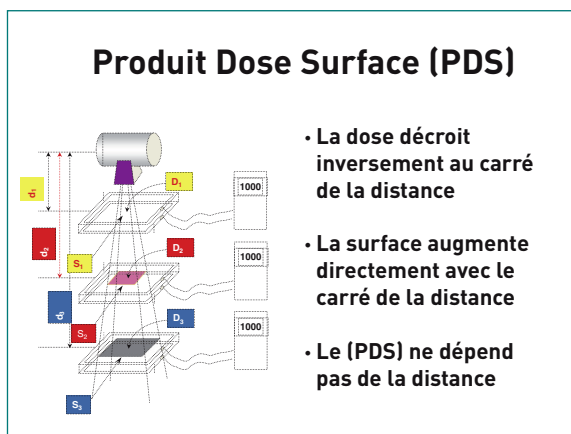 Produit Dose Surface (PDS)
d₁
d₂
d₃
D₁
1000
S₁
D₂
1000
S₂
D₃
1000
S₃
· La dose décroit
inversement au carré
de la distance
· La surface augmente
directement avec le
carré de la distance
· Le (PDS) ne dépend
pas de la distance